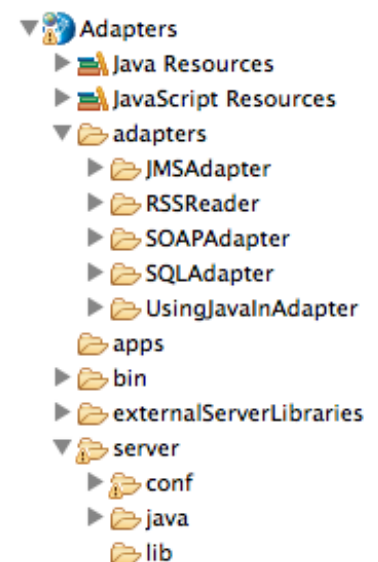 Adapters
Java Resources
JavaScript Resources
adapters
JMSAdapter
RSSReader
SOAPAdapter
SQLAdapter
UsingJavaInAdapter
apps
bin
externalServerLibraries
server
conf
java
lib